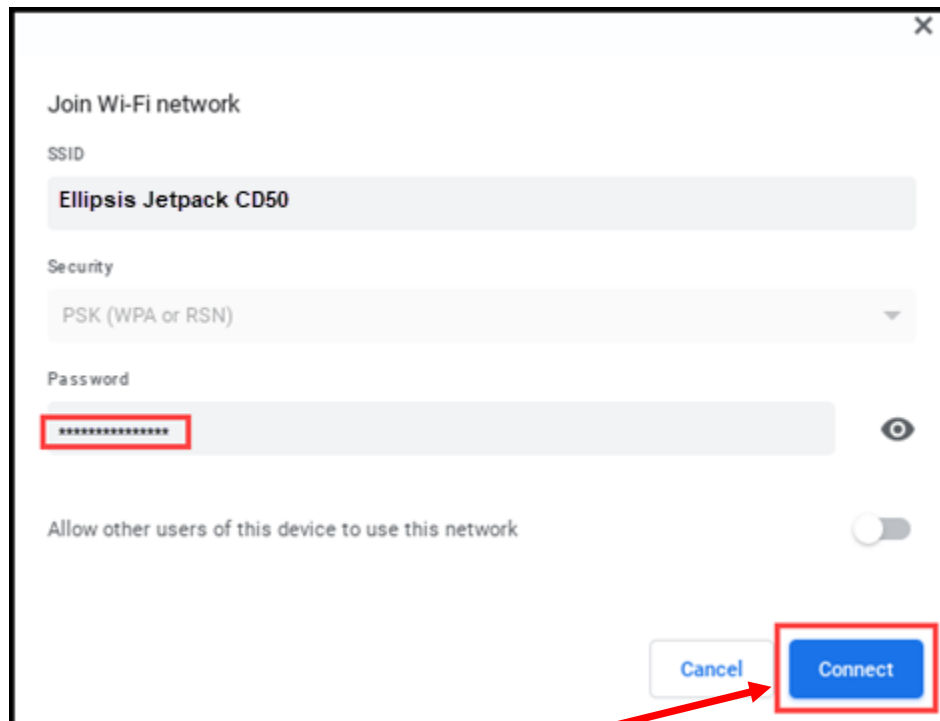 Join Wi-Fi network
SSID
Ellipsis Jetpack CD50
Security
PSK (WPA or RSN)
Password
***************
Allow other users of this device to use this network
Cancel Connect